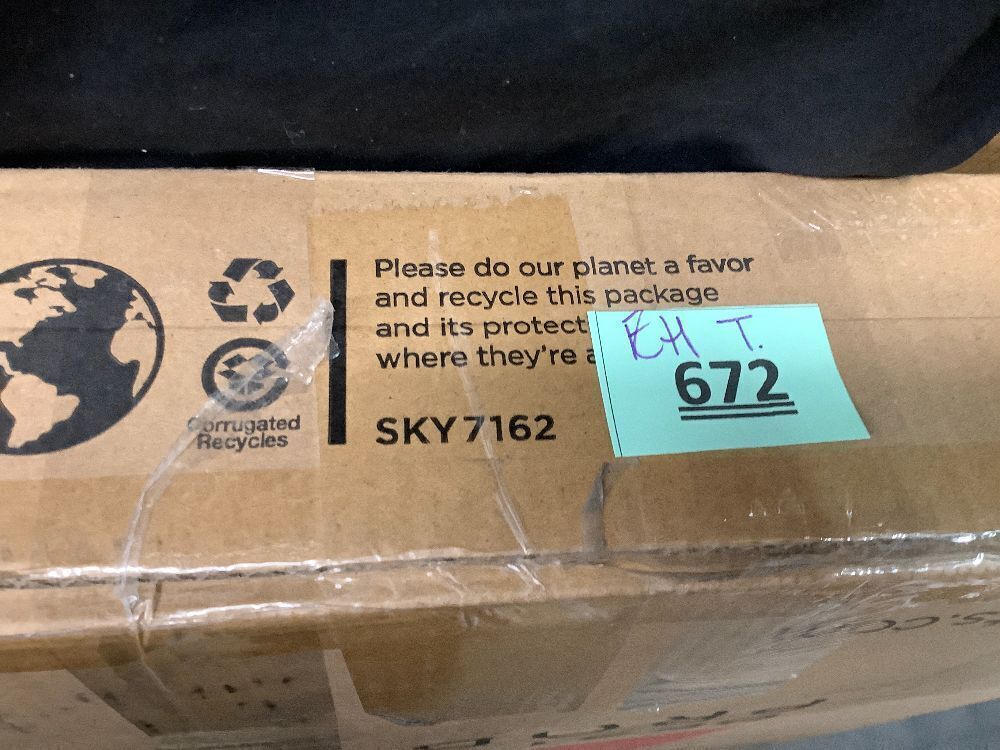 Please do our planet a favor
and recycle this package
and its protect
where they're a
SKY7162
Corrugated
Recycles
EH T.
672